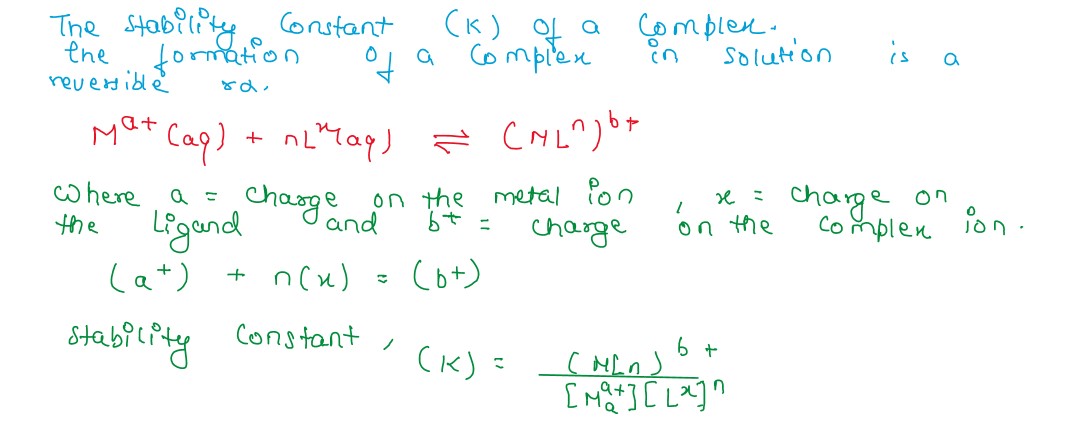 The stability Constant (K) of a Complex.
the formation of a Complex in solution is a
reversible rx.
M^{a+} (aq) + nL^{x}(aq) ⇌ (ML^{n})^{b+}
Where a = charge on the metal ion, x = charge on
the Ligand and b^{+} = charge on the complex ion.
(a^{+}) + n(x) = (b+)
stability Constant, (K) = (MLn)^{b+}
[M_{a}^{a+}][L^{x}]^{n}